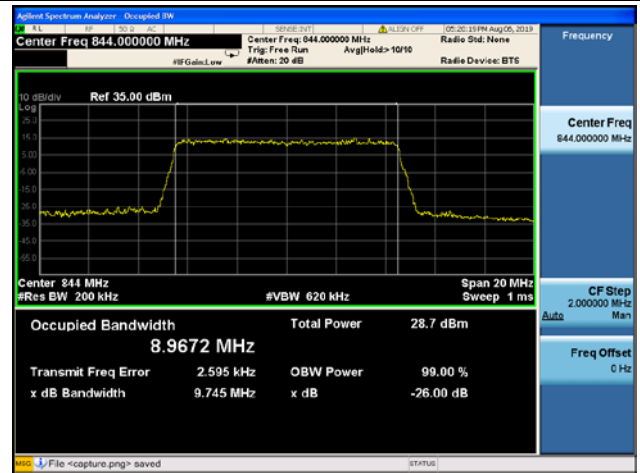 Agilent Spectrum Analyzer Occupied BW
RL RF 50 Ω AC SENSE:INT ALIGN OFF 05:20:19 PM Aug 06, 2019
Center Freq 844.000000 MHz
Center Freq: 844.000000 MHz
Radio Std: None
Trig: Free Run Avg|Hold:> 10/10
#IFGain:Low #Atten: 20 dB Radio Device: BTS
10 dB/div Ref 35.00 dBm
Log
25.0
15.0
5.00
-5.00
-15.0
-25.0
-35.0
-45.0
-55.0
Center 844 MHz Span 20 MHz
#Res BW 200 kHz #VBW 620 kHz Sweep 1 ms
Occupied Bandwidth Total Power 28.7 dBm
8.9672 MHz
Transmit Freq Error 2.595 kHz OBW Power 99.00 %
x dB Bandwidth 9.745 MHz x dB -26.00 dB
MSG File <capture.png> saved STATUS
Frequency
Center Freq
844.000000 MHz
CF Step
2.000000 MHz
Auto Man
Freq Offset
0 Hz